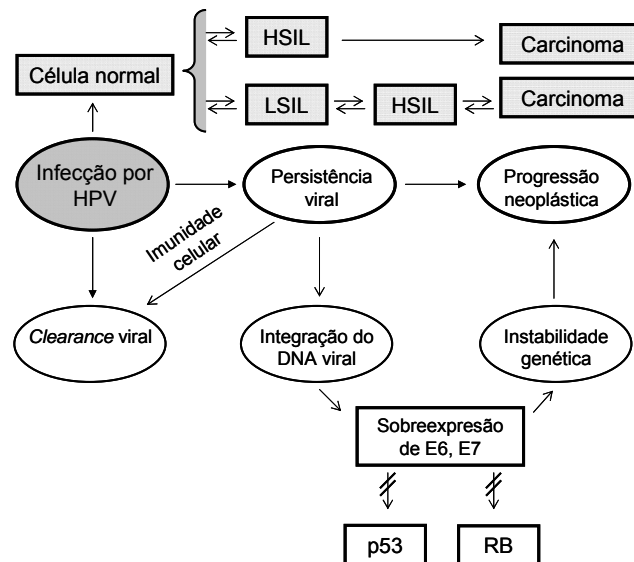 HSIL
Carcinoma
Célula normal
LSIL
HSIL
Carcinoma
Infecção por
HPV
Persistência
viral
Progressão
neoplástica
Imunidade
celular
Clearance viral
Integração do
DNA viral
Instabilidade
genética
Sobreexpresão
de E6, E7
p53
RB